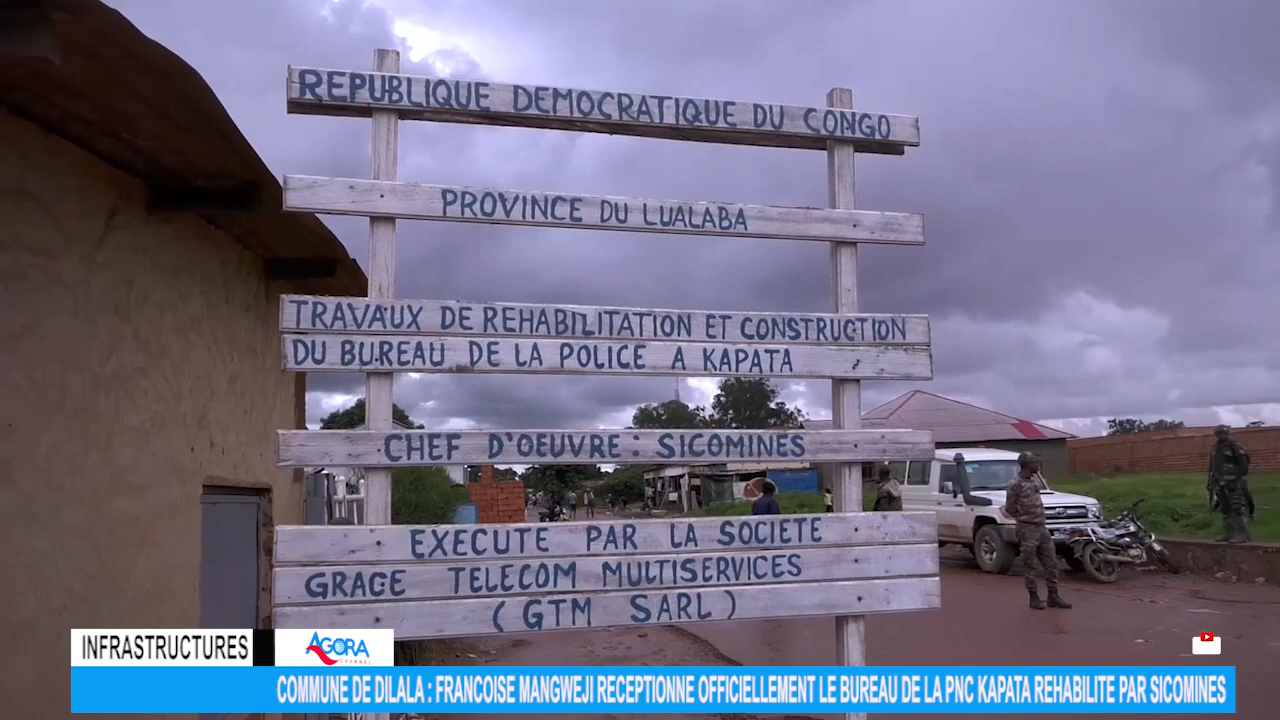 REPUBLIQUE DEMOCRATIQUE DU CONGO
PROVINCE DU LUALABA
TRAVAUX DE REHABILITATION ET CONSTRUCTION
DU BUREAU DE LA POLICE A KAPATA
CHEF D'OEUVRE : SICOMINES
EXECUTE PAR LA SOCIETE
GRACE TELECOM MULTISERVICES
(GTM SARL)
INFRASTRUCTURES
AGORA
CHANNEL
COMMUNE DE DILALA : FRANCOISE MANGWEJI RECEPTIONNE OFFICIELLEMENT LE BUREAU DE LA PNC KAPATA REHABILITE PAR SICOMINES